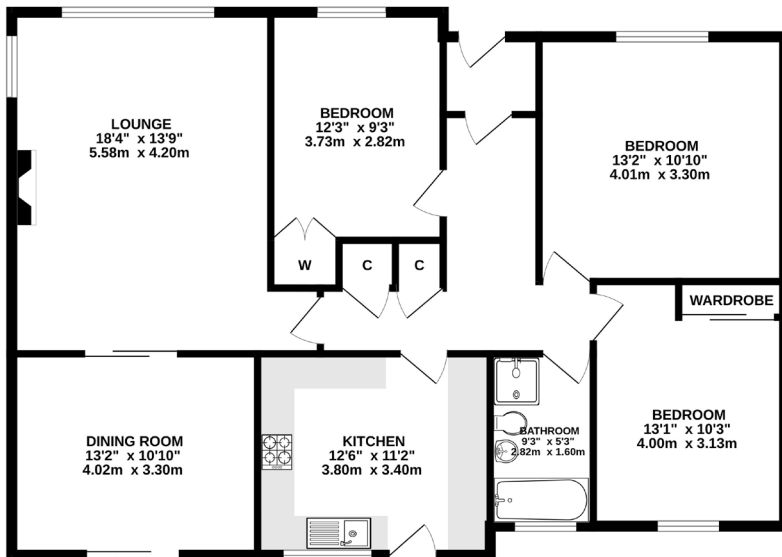 LOUNGE
18'4" x 13'9"
5.58m x 4.20m
BEDROOM
12'3" x 9'3"
3.73m x 2.82m
BEDROOM
13'2" x 10'10"
4.01m x 3.30m
W
C
C
WARDROBE
DINING ROOM
13'2" x 10'10"
4.02m x 3.30m
KITCHEN
12'6" x 11'2"
3.80m x 3.40m
BATHROOM
9'3" x 5'3"
2.82m x 1.60m
BEDROOM
13'1" x 10'3"
4.00m x 3.13m